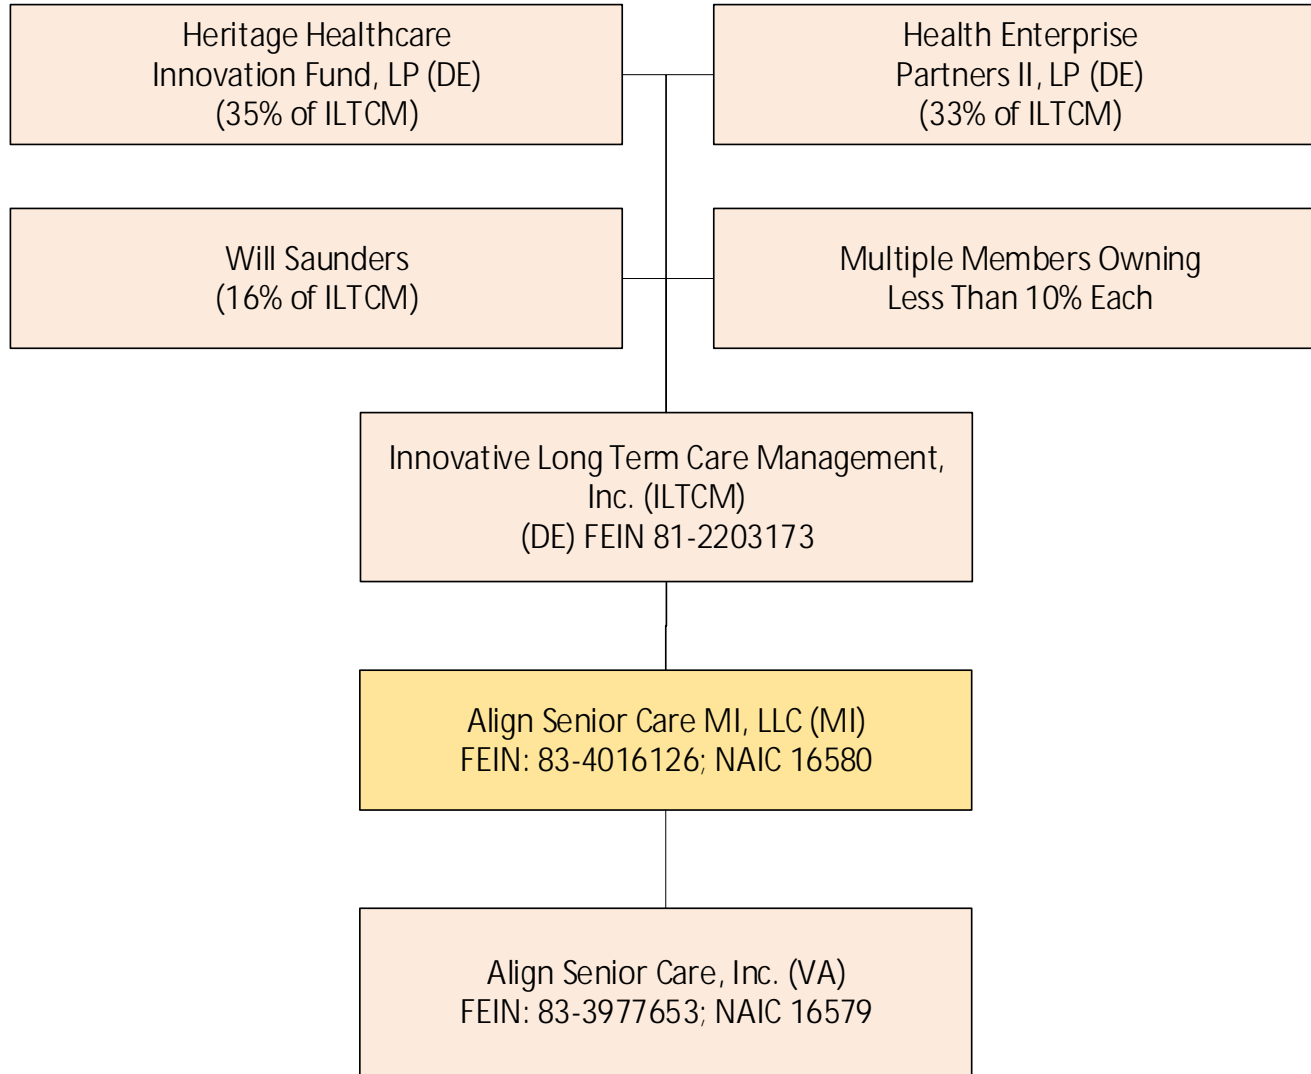 Heritage Healthcare
Innovation Fund, LP (DE)
(35% of ILTCM)
Health Enterprise
Partners II, LP (DE)
(33% of ILTCM)
Will Saunders
(16% of ILTCM)
Multiple Members Owning
Less Than 10% Each
Innovative Long Term Care Management,
Inc. (ILTCM)
(DE) FEIN 81-2203173
Align Senior Care MI, LLC (MI)
FEIN: 83-4016126; NAIC 16580
Align Senior Care, Inc. (VA)
FEIN: 83-3977653; NAIC 16579